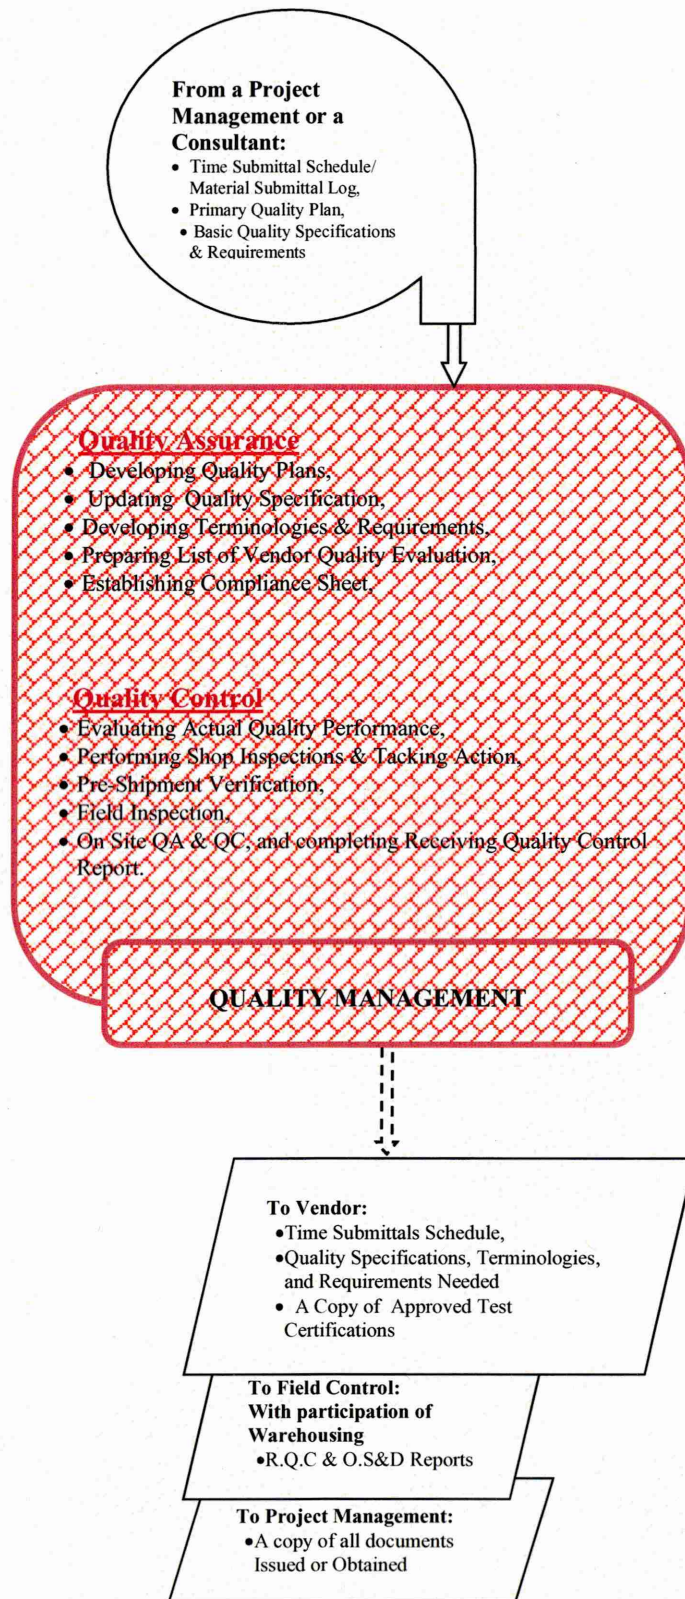 From a Project
Management or a
Consultant:
• Time Submittal Schedule/
Material Submittal Log,
• Primary Quality Plan,
• Basic Quality Specifications
& Requirements
Quality Assurance
• Developing Quality Plans,
• Updating Quality Specification,
• Developing Terminologies & Requirements,
• Preparing List of Vendor Quality Evaluation,
• Establishing Compliance Sheet,
Quality Control
• Evaluating Actual Quality Performance,
• Performing Shop Inspections & Tacking Action,
• Pre-Shipment Verification,
• Field Inspection,
• On Site QA & QC, and completing Receiving Quality Control
Report.
QUALITY MANAGEMENT
To Vendor:
•Time Submittals Schedule,
•Quality Specifications, Terminologies,
and Requirements Needed
• A Copy of Approved Test
Certifications
To Field Control:
With participation of
Warehousing
•R.Q.C & O.S&D Reports
To Project Management:
•A copy of all documents
Issued or Obtained